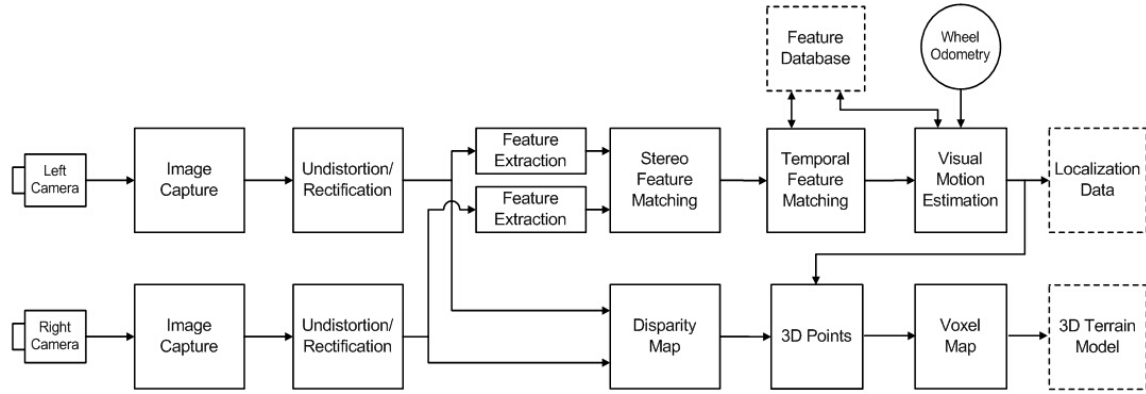 Feature
Database
Wheel
Odometry
Left
Camera
Image
Capture
Undistortion/
Rectification
Feature
Extraction
Feature
Extraction
Stereo
Feature
Matching
Temporal
Feature
Matching
Visual
Motion
Estimation
Localization
Data
Right
Camera
Image
Capture
Undistortion/
Rectification
Disparity
Map
3D Points
Voxel
Map
3D Terrain
Model